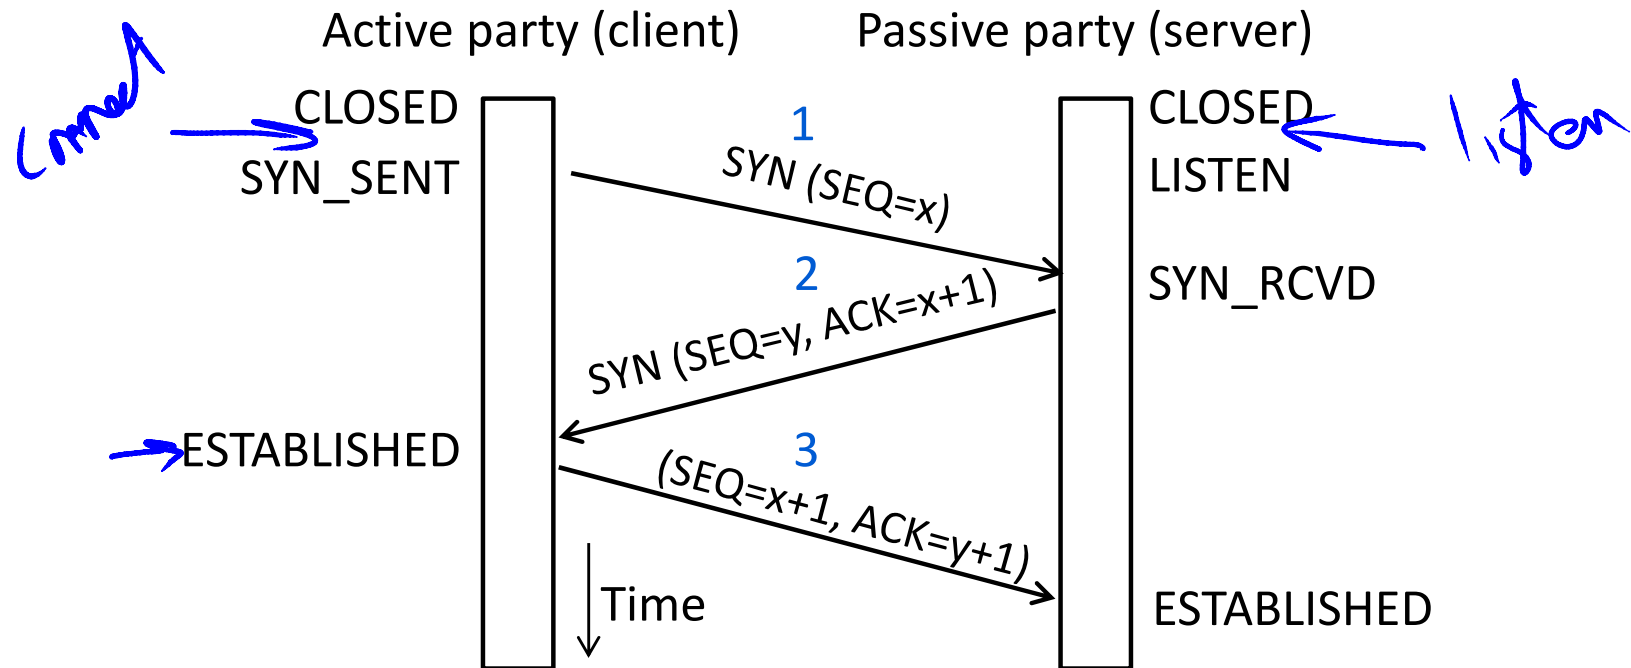 Active party (client) Passive party (server)
connect
CLOSED
SYN_SENT
1
SYN (SEQ=x)
CLOSED
LISTEN
listen
2
SYN (SEQ=y, ACK=x+1)
SYN_RCVD
ESTABLISHED
3
(SEQ=x+1, ACK=y+1)
Time
ESTABLISHED